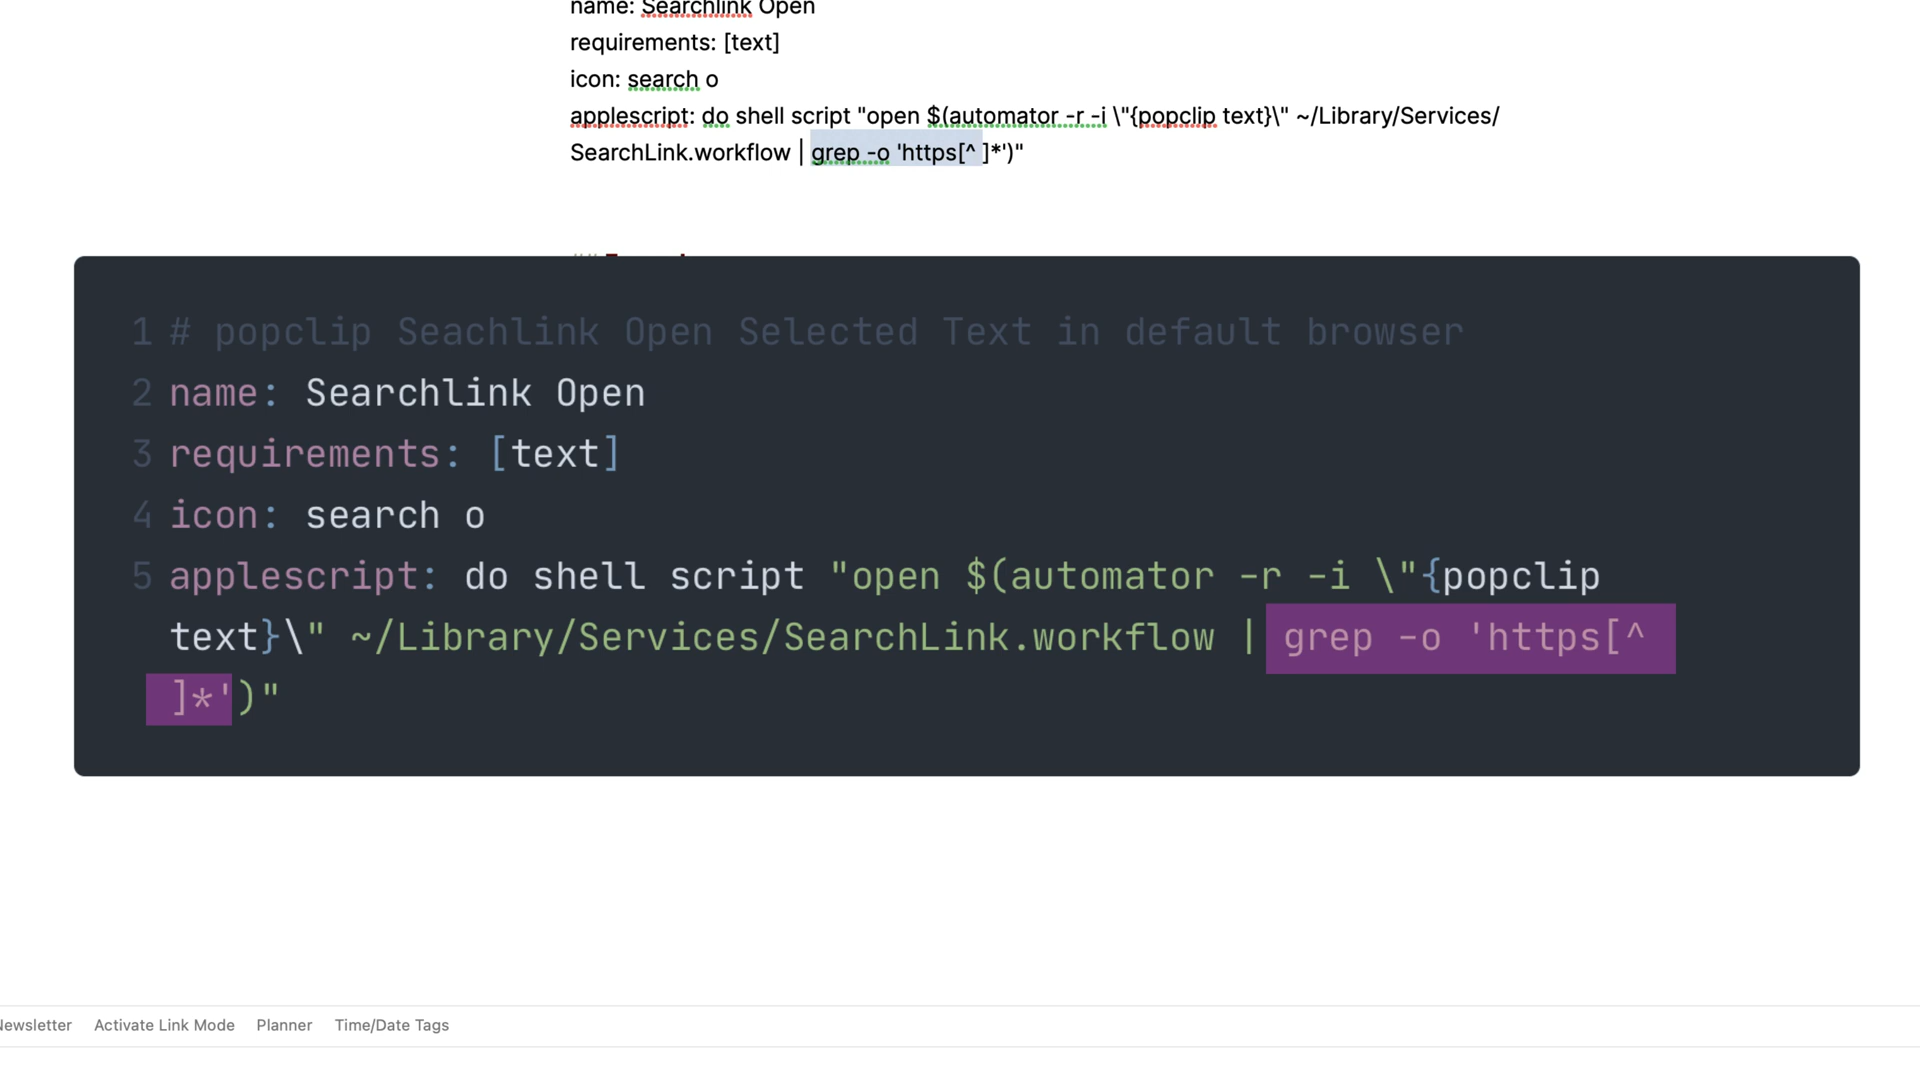 name: Searchlink Open
requirements: [text]
icon: search o
applescript: do shell script "open $(automator -r -i \"{popclip text}\" ~/Library/Services/
SearchLink.workflow | grep -o 'https[^ ]*')"
1 # popclip Seachlink Open Selected Text in default browser
2 name: Searchlink Open
3 requirements: [text]
4 icon: search o
5 applescript: do shell script "open $(automator -r -i \"{popclip
text}\" ~/Library/Services/SearchLink.workflow | grep -o 'https[^
]*')"
Newsletter Activate Link Mode Planner Time/Date Tags